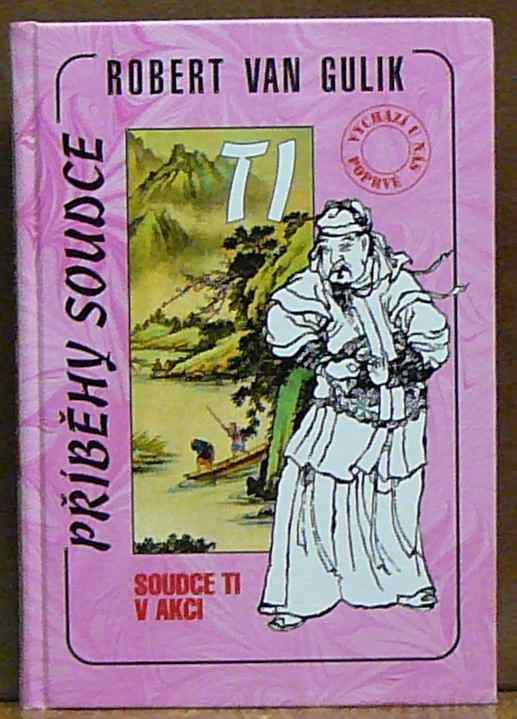 ROBERT VAN GULIK
PŘÍBĚHY SOUDCE
TI
VYCHÁZÍ U NÁS
POPRVÉ
SOUDCE TI
V AKCI